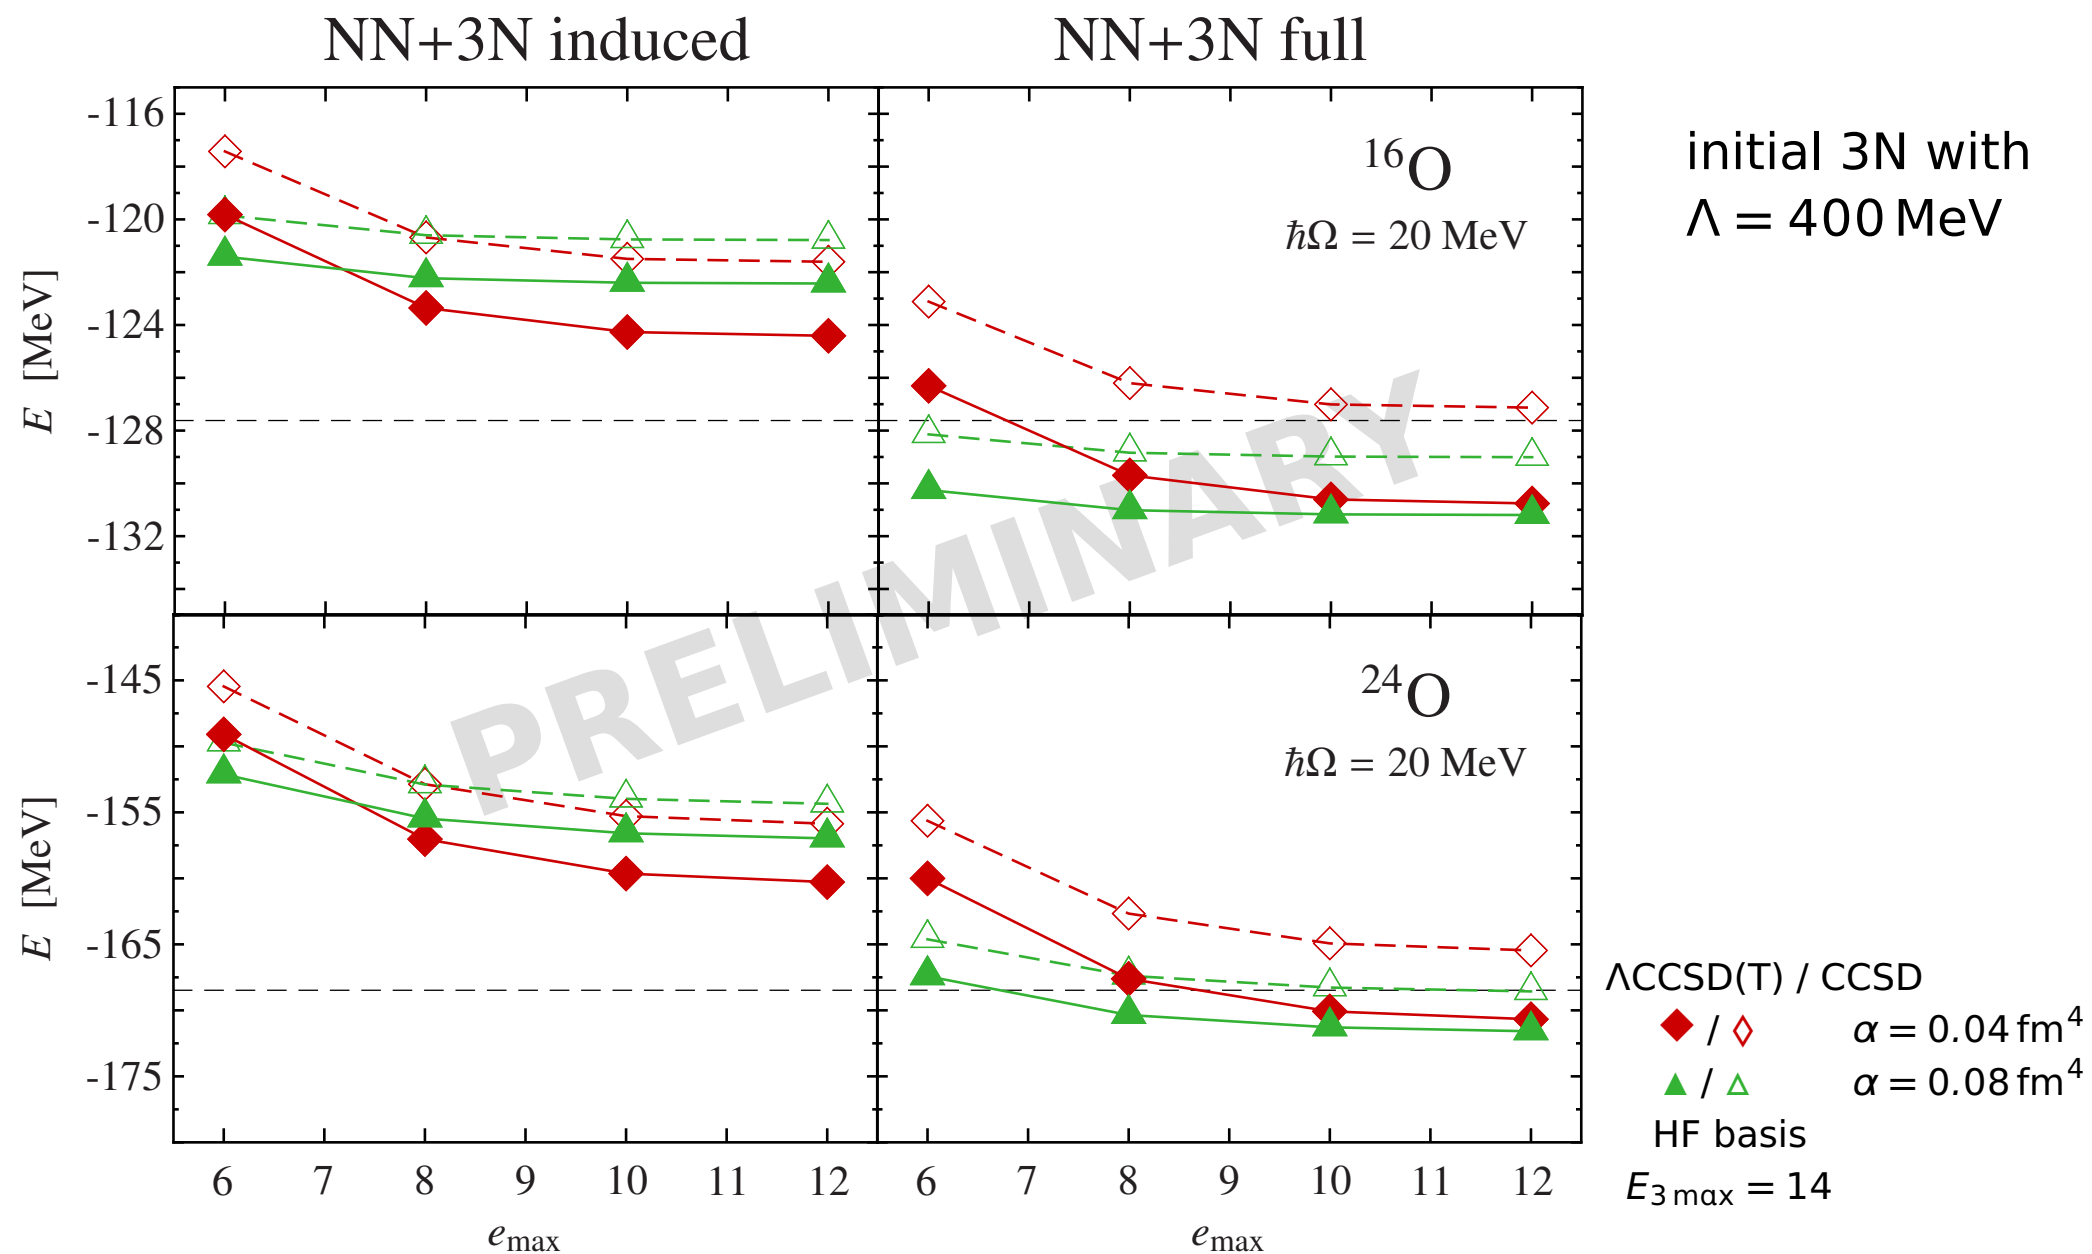 NN+3N induced
NN+3N full
-116
-120
-124
-128
-132
E [MeV]
¹⁶O
ℏΩ = 20 MeV
initial 3N with
Λ = 400 MeV
PRELIMINARY
-145
-155
-165
-175
E [MeV]
²⁴O
ℏΩ = 20 MeV
6 7 8 9 10 11 12
6 7 8 9 10 11 12
e_max
e_max
ΛCCSD(T) / CCSD
◆ / ◇ α = 0.04 fm⁴
▲ / △ α = 0.08 fm⁴
HF basis
E_3 max = 14